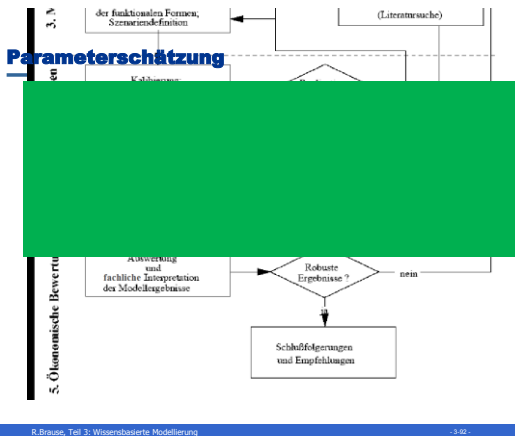 der funktionalen Formen;
Szenariendefinition
(Literatursuche)
3. M
Parameterschätzung
en
Kalibrierung;
Auswertung
und
fachliche Interpretation
der Modellergebnisse
Robuste
Ergebnisse ?
nein
ja
Schlußfolgerungen
und Empfehlungen
5. Ökonomische Bewertu
R.Brause, Teil 3: Wissensbasierte Modellierung
- 3-92 -